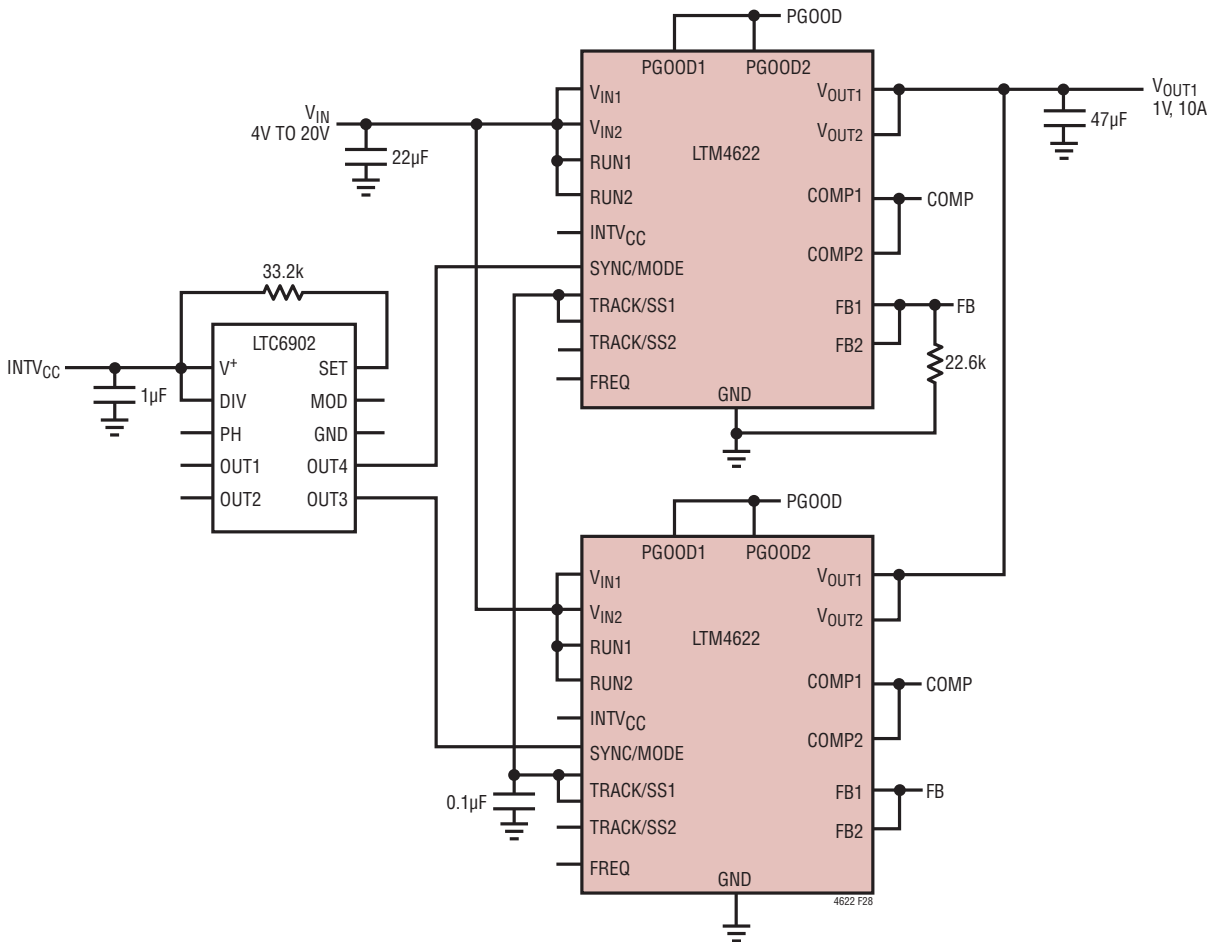 PGOOD
PGOOD1 PGOOD2
VIN1
VIN2
RUN1
RUN2
INTVCC
SYNC/MODE
TRACK/SS1
TRACK/SS2
FREQ
LTM4622
VOUT1
VOUT2
COMP1
COMP2
FB1
FB2
GND
VIN
4V TO 20V
22µF
VOUT1
1V, 10A
47µF
COMP
FB
22.6k
33.2k
LTC6902
INTVCC
1µF
V+
DIV
PH
OUT1
OUT2
SET
MOD
GND
OUT4
OUT3
PGOOD
PGOOD1 PGOOD2
VIN1
VIN2
RUN1
RUN2
INTVCC
SYNC/MODE
TRACK/SS1
TRACK/SS2
FREQ
LTM4622
VOUT1
VOUT2
COMP1
COMP2
FB1
FB2
GND
COMP
FB
0.1µF
4622 F28